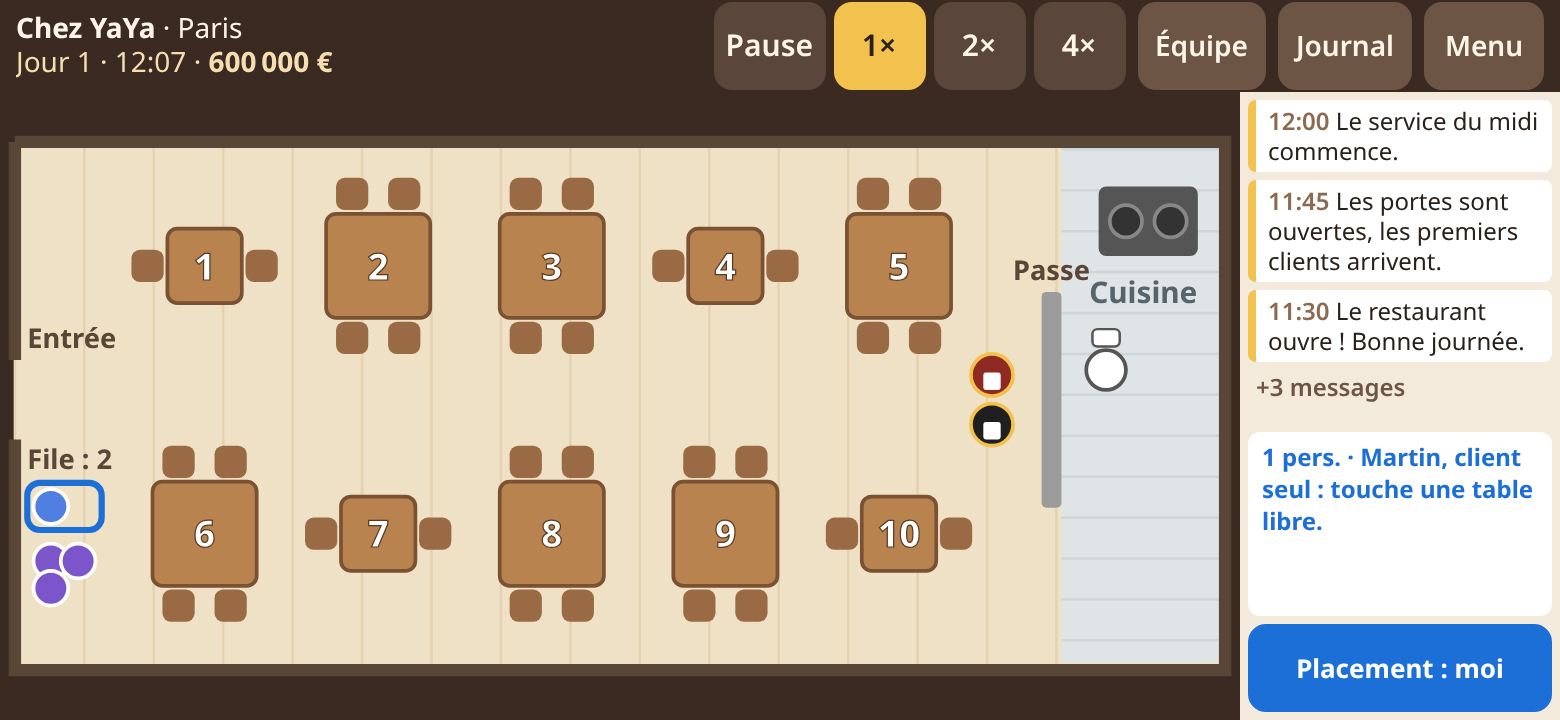 Chez YaYa · Paris
Jour 1 · 12:07 · 600 000 €
Pause
1×
2×
4×
Équipe
Journal
Menu
12:00 Le service du midi
commence.
11:45 Les portes sont
ouvertes, les premiers
clients arrivent.
11:30 Le restaurant
ouvre ! Bonne journée.
+3 messages
1 pers. · Martin, client
seul : touche une table
libre.
Placement : moi
1
2
3
4
5
Passe
Cuisine
Entrée
File : 2
6
7
8
9
10